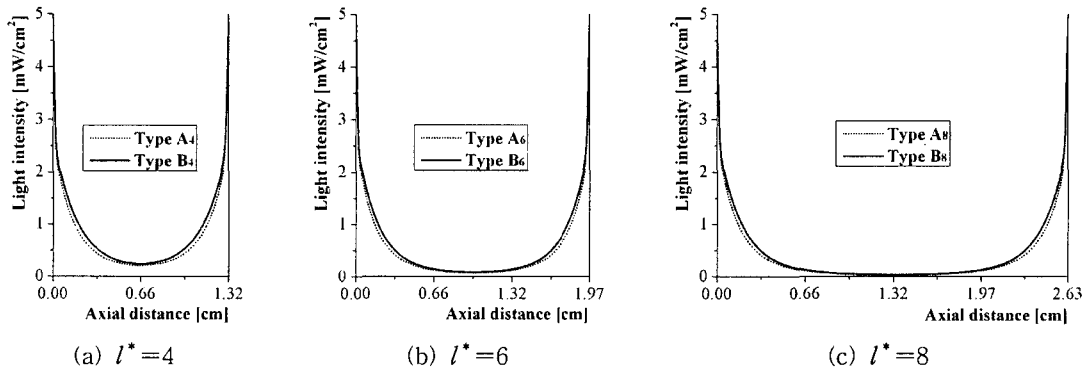 Light intensity [mW/cm²]
5
4
3
2
1
0
Type A₄
Type B₄
0.00 0.66 1.32
Axial distance [cm]
(a) l*=4
Light intensity [mW/cm²]
5
4
3
2
1
0
Type A₆
Type B₆
0.00 0.66 1.32 1.97
Axial distance [cm]
(b) l*=6
Light intensity [mW/cm²]
5
4
3
2
1
0
Type A₈
Type B₈
0.00 0.66 1.32 1.97 2.63
Axial distance [cm]
(c) l*=8